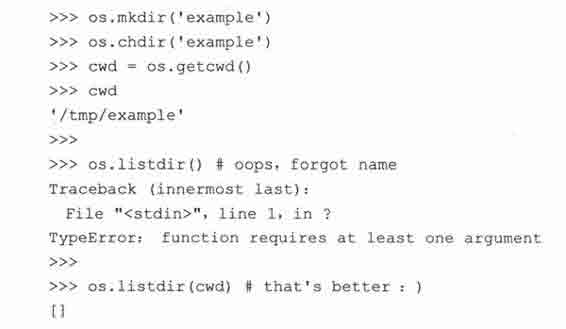 >>> os.mkdir('example')
>>> os.chdir('example')
>>> cwd = os.getcwd()
>>> cwd
'/tmp/example'
>>>
>>> os.listdir() # oops, forgot name
Traceback (innermost last):
  File "<stdin>", line 1, in ?
TypeError: function requires at least one argument
>>>
>>> os.listdir(cwd) # that's better : )
[]